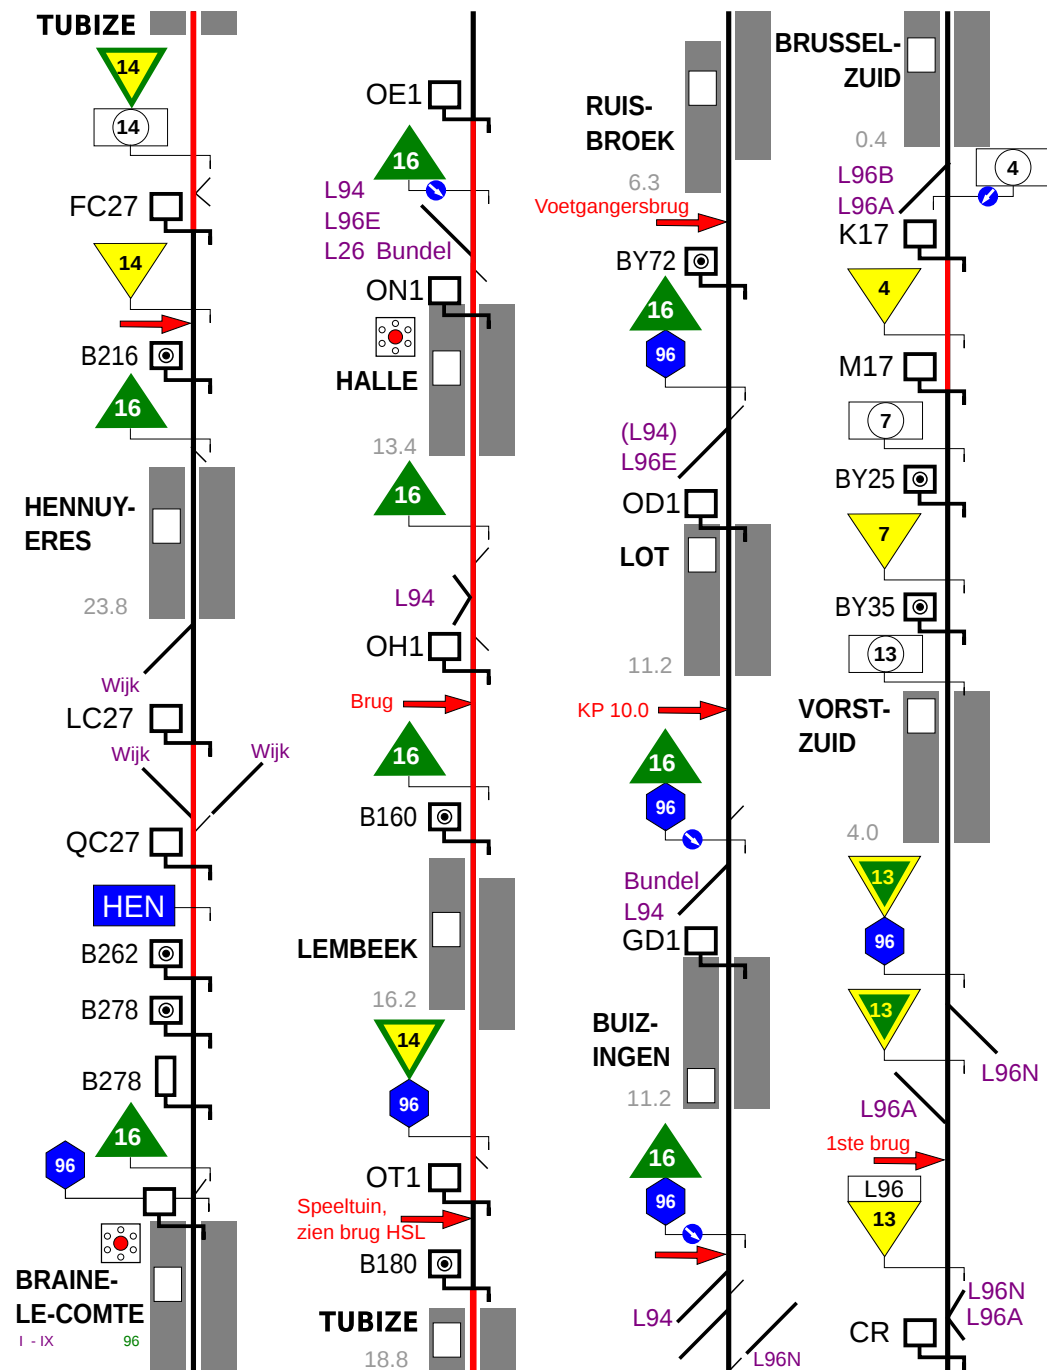 TUBIZE
14
14
FC27
14
B216
16
HENNUY-
ERES
23.8
Wijk
LC27
Wijk
Wijk
QC27
HEN
B262
B278
B278
16
96
BRAINE-
LE-COMTE
I - IX
96
OE1
16
L94
L96E
L26 Bundel
ON1
HALLE
13.4
16
L94
OH1
Brug
16
B160
LEMBEEK
16.2
14
96
OT1
Speeltuin,
zien brug HSL
B180
TUBIZE
18.8
RUIS-
BROEK
6.3
Voetgangersbrug
BY72
16
96
(L94)
L96E
OD1
LOT
11.2
KP 10.0
16
96
Bundel
L94
GD1
BUIZ-
INGEN
11.2
16
96
L94
L96N
BRUSSEL-
ZUID
0.4
4
L96B
L96A
K17
4
M17
7
BY25
7
BY35
13
VORST-
ZUID
4.0
13
96
13
L96N
L96A
1ste brug
L96
13
L96N
L96A
CR